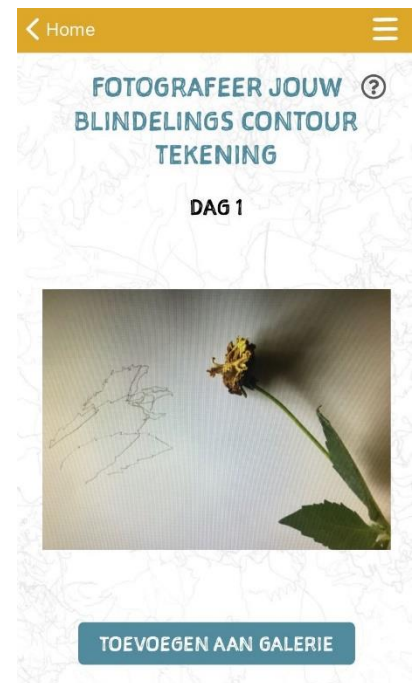 Home
FOTOGRAFEER JOUW
BLINDELINGS CONTOUR
TEKENING
DAG 1
TOEVOEGEN AAN GALERIE